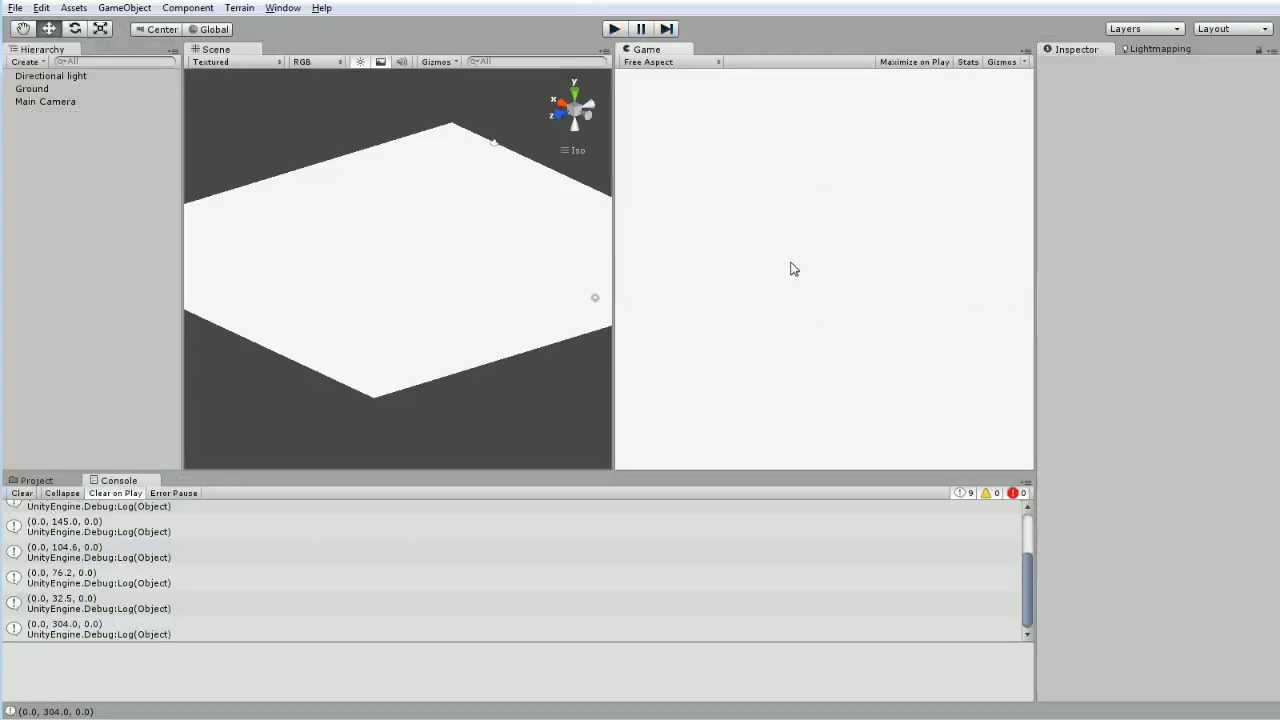 File Edit Assets GameObject Component Terrain Window Help
Center Global Layers Layout
Hierarchy
Create All
Directional light
Ground
Main Camera
Scene
Textured RGB Gizmos All
y
x
z
Iso
Game
Free Aspect Maximize on Play Stats Gizmos
Inspector Lightmapping
Project Console
Clear Collapse Clear on Play Error Pause 9 0 0
UnityEngine.Debug:Log(Object)
(0.0, 145.0, 0.0)
UnityEngine.Debug:Log(Object)
(0.0, 104.6, 0.0)
UnityEngine.Debug:Log(Object)
(0.0, 76.2, 0.0)
UnityEngine.Debug:Log(Object)
(0.0, 32.5, 0.0)
UnityEngine.Debug:Log(Object)
(0.0, 304.0, 0.0)
UnityEngine.Debug:Log(Object)
(0.0, 304.0, 0.0)